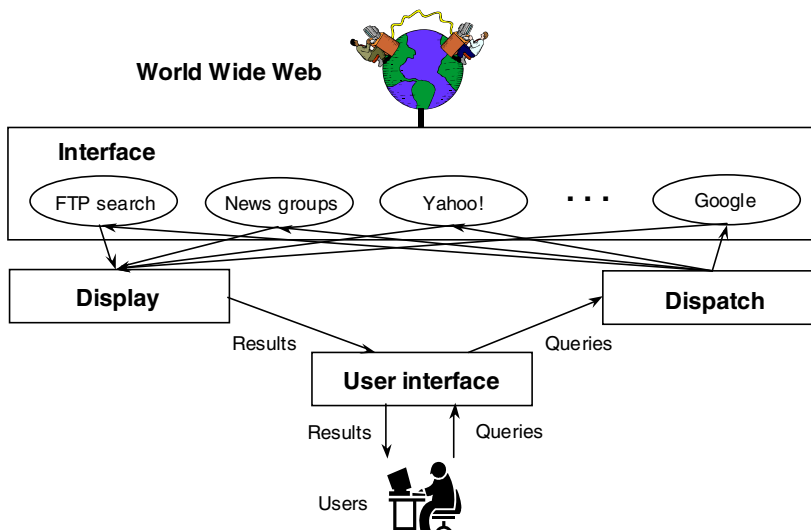 World Wide Web
Interface
FTP search
News groups
Yahoo!
. . .
Google
Display
Dispatch
Results
Queries
User interface
Results
Queries
Users